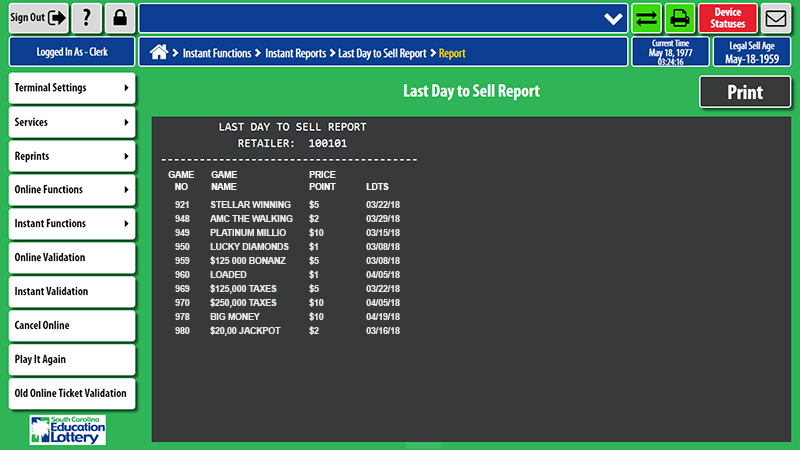 Sign Out
?
Device
Statuses
Logged In As - Clerk
Instant Functions > Instant Reports > Last Day to Sell Report > Report
Current Time
May 18, 1977
03:24:16
Legal Sell Age
May-18-1959
Terminal Settings
Services
Reprints
Online Functions
Instant Functions
Online Validation
Instant Validation
Cancel Online
Play It Again
Old Online Ticket Validation
South Carolina
Education
Lottery
Last Day to Sell Report
Print
LAST DAY TO SELL REPORT
RETAILER: 100101
----------------------------------------
GAME GAME PRICE
NO NAME POINT LDTS
921 STELLAR WINNING $5 03/22/18
948 AMC THE WALKING $2 03/29/18
949 PLATINUM MILLIO $10 03/15/18
950 LUCKY DIAMONDS $1 03/08/18
959 $125 000 BONANZ $5 03/08/18
960 LOADED $1 04/05/18
969 $125,000 TAXES $5 03/22/18
970 $250,000 TAXES $10 04/05/18
978 BIG MONEY $10 04/19/18
980 $20,00 JACKPOT $2 03/16/18